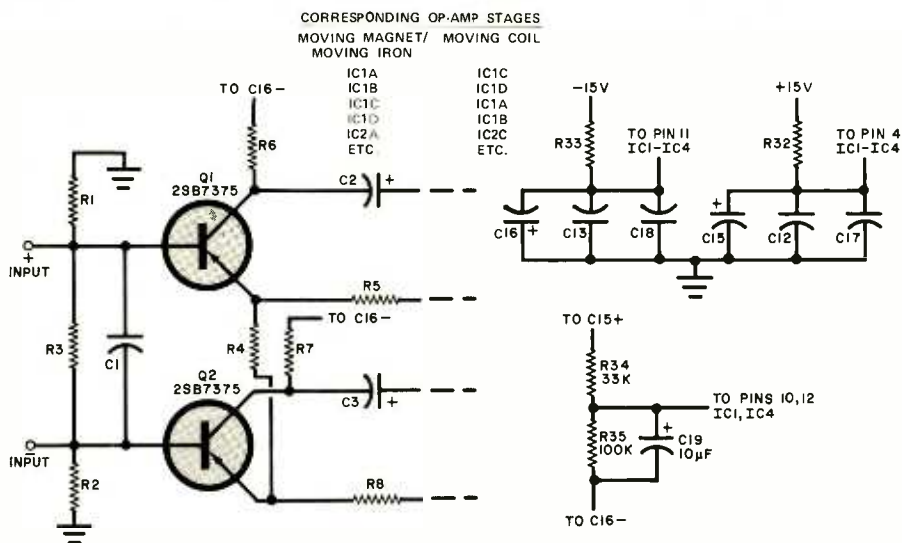 CORRESPONDING OP-AMP STAGES
MOVING MAGNET/ MOVING COIL
MOVING IRON
IC1A IC1C
IC1B IC1D
IC1C IC1A
IC1D IC1B
IC2A IC2C
ETC. ETC.
TO C16-
R6
C2 +
Q1
2SB7375
R1
+
INPUT
R3
C1
R5
TO C16-
R4
R7
Q2
2SB7375
C3 +
-
INPUT
R2
R8
-15V
R33
TO PIN 11
IC1-IC4
C16 +
C13
C18
+15V
R32
TO PIN 4
IC1-IC4
+
C15
C12
C17
TO C15+
R34
33K
TO PINS 10,12
IC1, IC4
R35
100K
+
C19
10µF
TO C16-